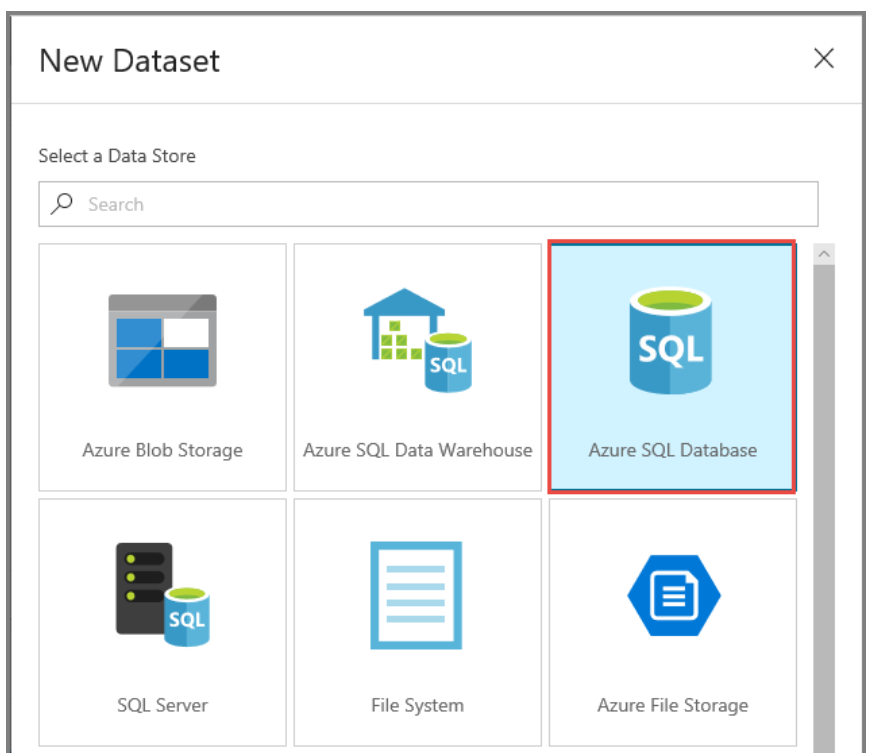 New Dataset
Select a Data Store
Search
SQL
SQL
Azure Blob Storage
Azure SQL Data Warehouse
Azure SQL Database
SQL
SQL Server
File System
Azure File Storage